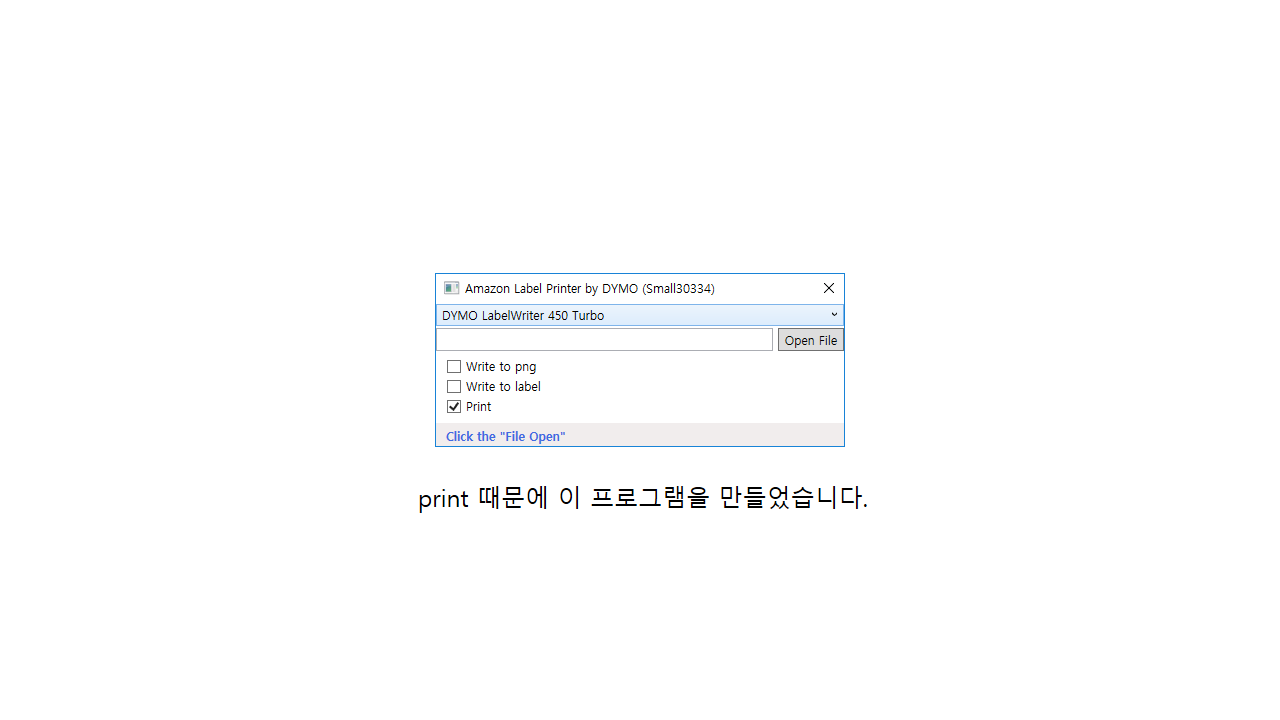 Amazon Label Printer by DYMO (Small30334)
DYMO LabelWriter 450 Turbo
Open File
Write to png
Write to label
Print
Click the "File Open"
print 때문에 이 프로그램을 만들었습니다.